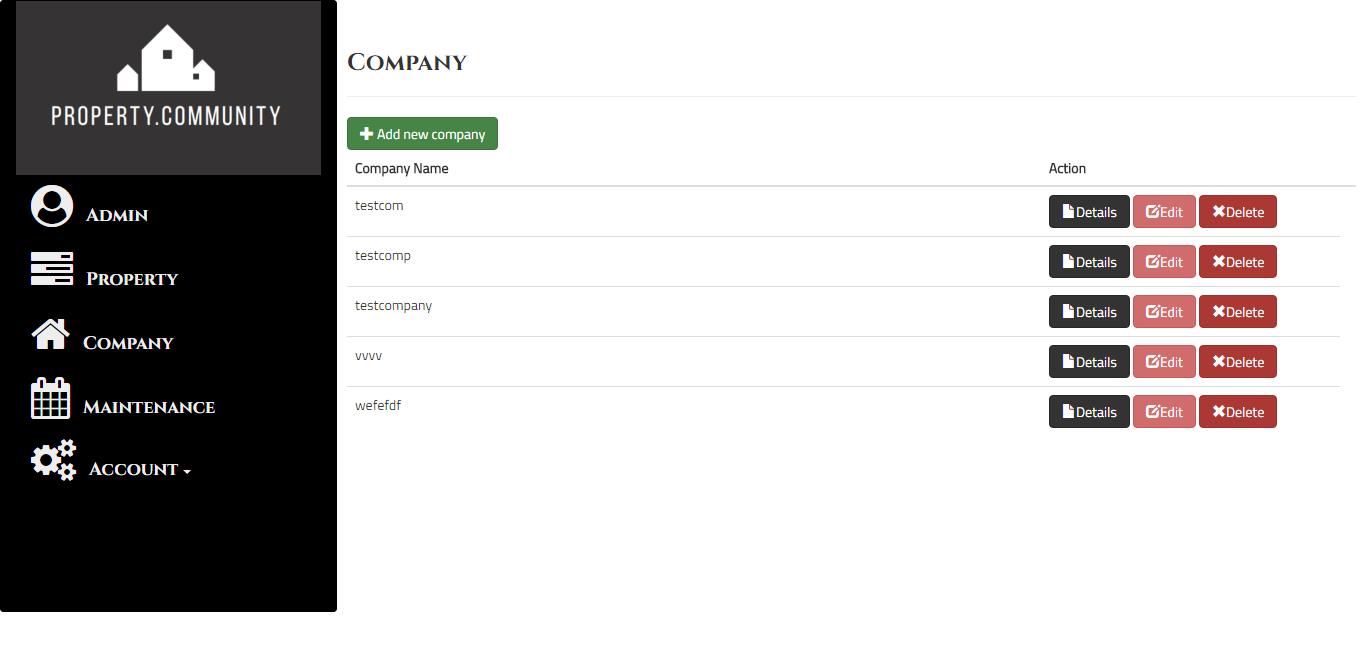 PROPERTY.COMMUNITY
Admin
Property
Company
Maintenance
Account
Company
Add new company
Company Name Action
testcom Details Edit Delete
testcomp Details Edit Delete
testcompany Details Edit Delete
vvvv Details Edit Delete
wefefdf Details Edit Delete